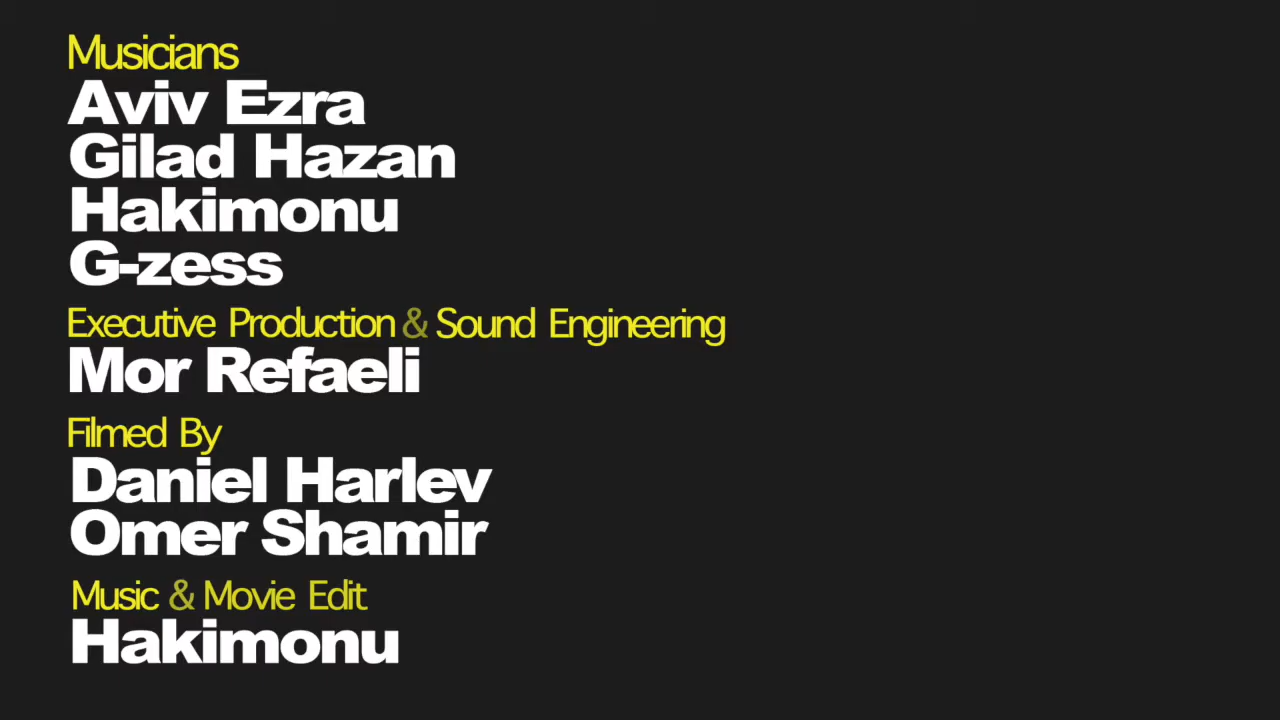 Musicians
Aviv Ezra
Gilad Hazan
Hakimonu
G-zess
Executive Production & Sound Engineering
Mor Refaeli
Filmed By
Daniel Harlev
Omer Shamir
Music & Movie Edit
Hakimonu